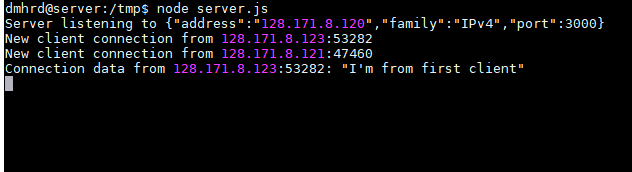 dmhrd@server:/tmp$ node server.js
Server listening to {"address":"128.171.8.120","family":"IPv4","port":3000}
New client connection from 128.171.8.123:53282
New client connection from 128.171.8.121:47460
Connection data from 128.171.8.123:53282: "I'm from first client"